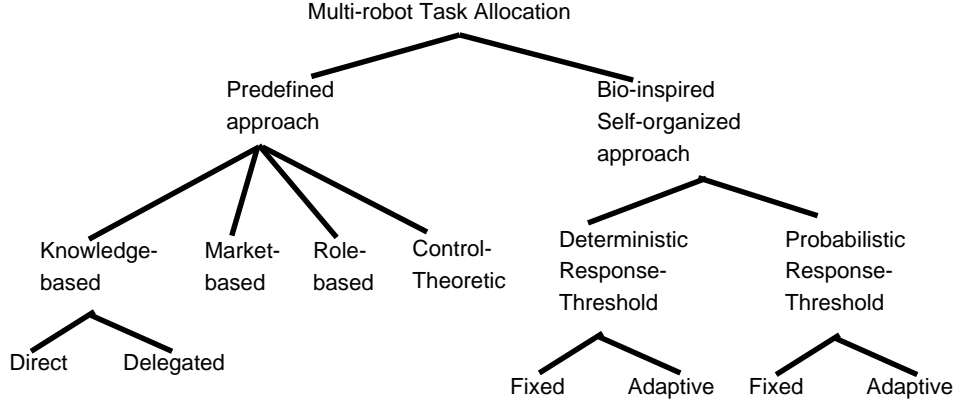 Multi-robot Task Allocation
Predefined
approach
Bio-inspired
Self-organized
approach
Knowledge-
based
Market-
based
Role-
based
Control-
Theoretic
Deterministic
Response-
Threshold
Probabilistic
Response-
Threshold
Direct
Delegated
Fixed
Adaptive
Fixed
Adaptive